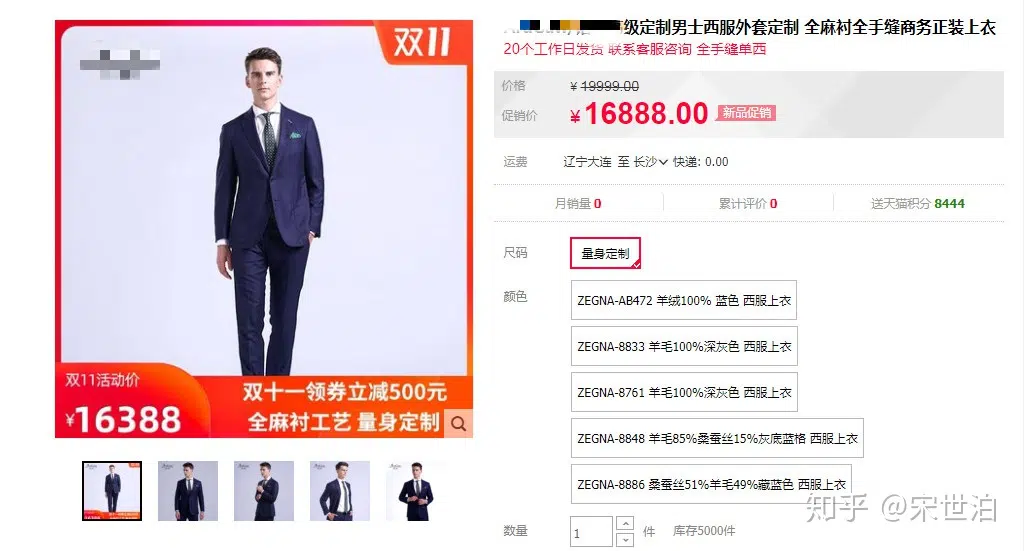 双11
双11活动价
¥16388
双十一领券立减500元
全麻衬工艺 量身定制
级定制男士西服外套定制 全麻衬全手缝商务正装上衣
20个工作日发货 联系客服咨询 全手缝单西
价格 ¥ 19999.00
促销价 ¥ 16888.00 新品促销
运费 辽宁大连 至 长沙 快递: 0.00
月销量 0 累计评价 0 送天猫积分 8444
尺码 量身定制
颜色 ZEGNA-AB472 羊绒100% 蓝色 西服上衣
ZEGNA-8833 羊毛100%深灰色 西服上衣
ZEGNA-8761 羊毛100%深灰色 西服上衣
ZEGNA-8848 羊毛85%桑蚕丝15%灰底蓝格 西服上衣
ZEGNA-8886 桑蚕丝51%羊毛49%藏蓝色 西服上衣
数量 1 件 库存5000件
知乎 @宋世泊